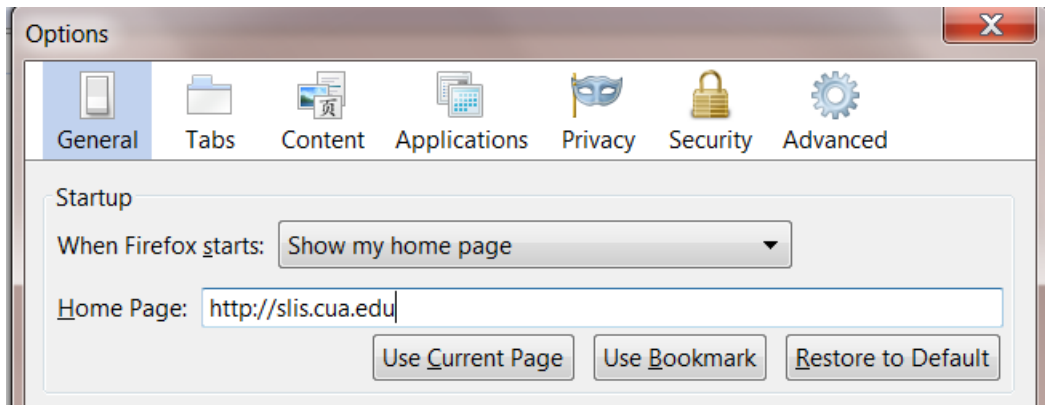 Options
X
General Tabs Content Applications Privacy Security Advanced
页
Startup
When Firefox starts: Show my home page
Home Page: http://slis.cua.edu
Use Current Page Use Bookmark Restore to Default